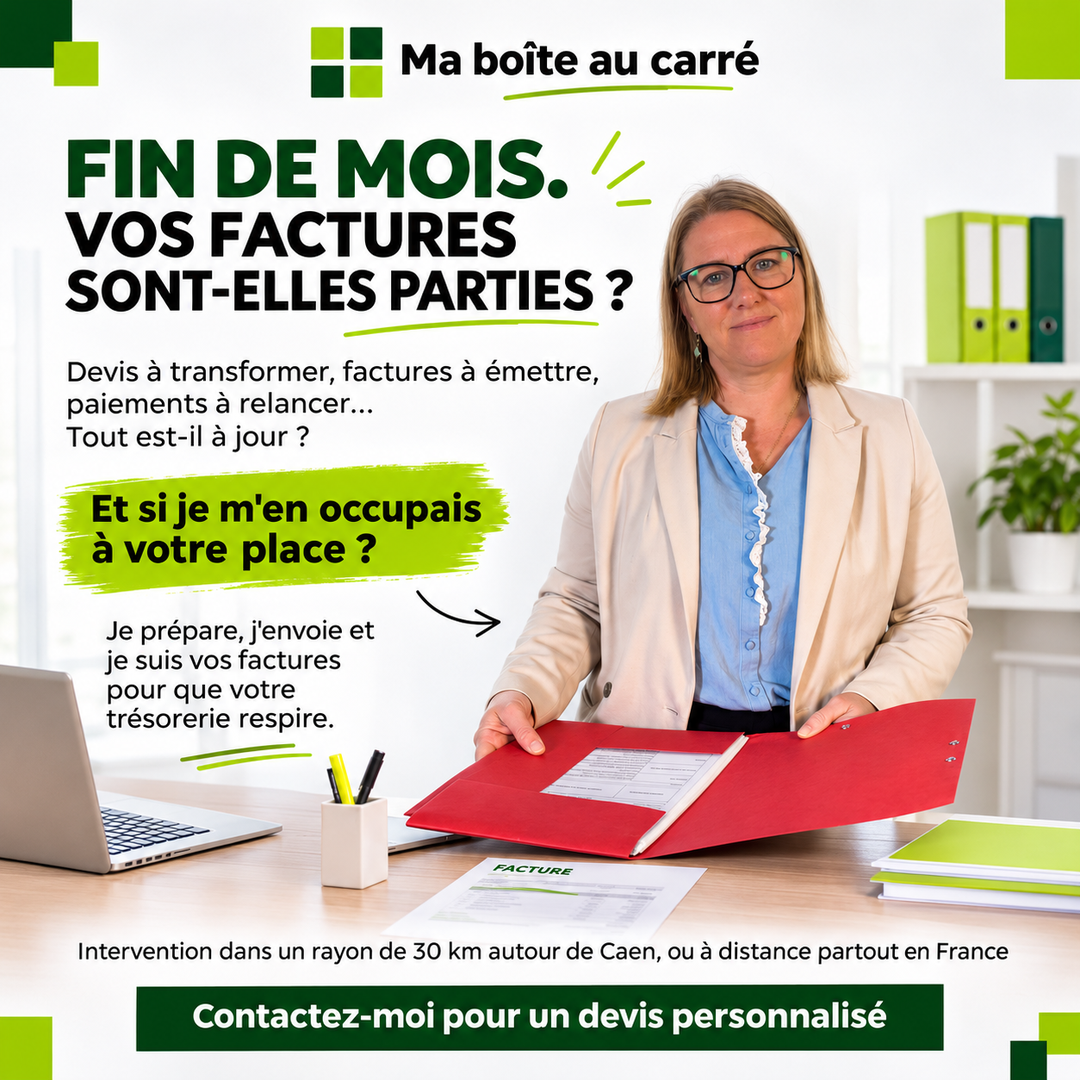 Ma boîte au carré
FIN DE MOIS.
VOS FACTURES
SONT-ELLES PARTIES ?
Devis à transformer, factures à émettre,
paiements à relancer...
Tout est-il à jour ?
Et si je m'en occupais
à votre place ?
Je prépare, j'envoie et
je suis vos factures
pour que votre
trésorerie respire.
FACTURE
Intervention dans un rayon de 30 km autour de Caen, ou à distance partout en France
Contactez-moi pour un devis personnalisé